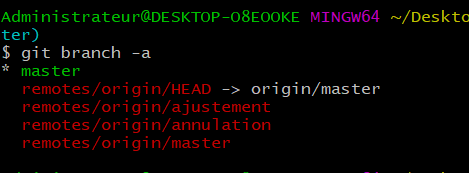 Administrateur@DESKTOP-O8EOOKE MINGW64 ~/Deskto
ter)
$ git branch -a
* master
remotes/origin/HEAD -> origin/master
remotes/origin/ajustement
remotes/origin/annulation
remotes/origin/master